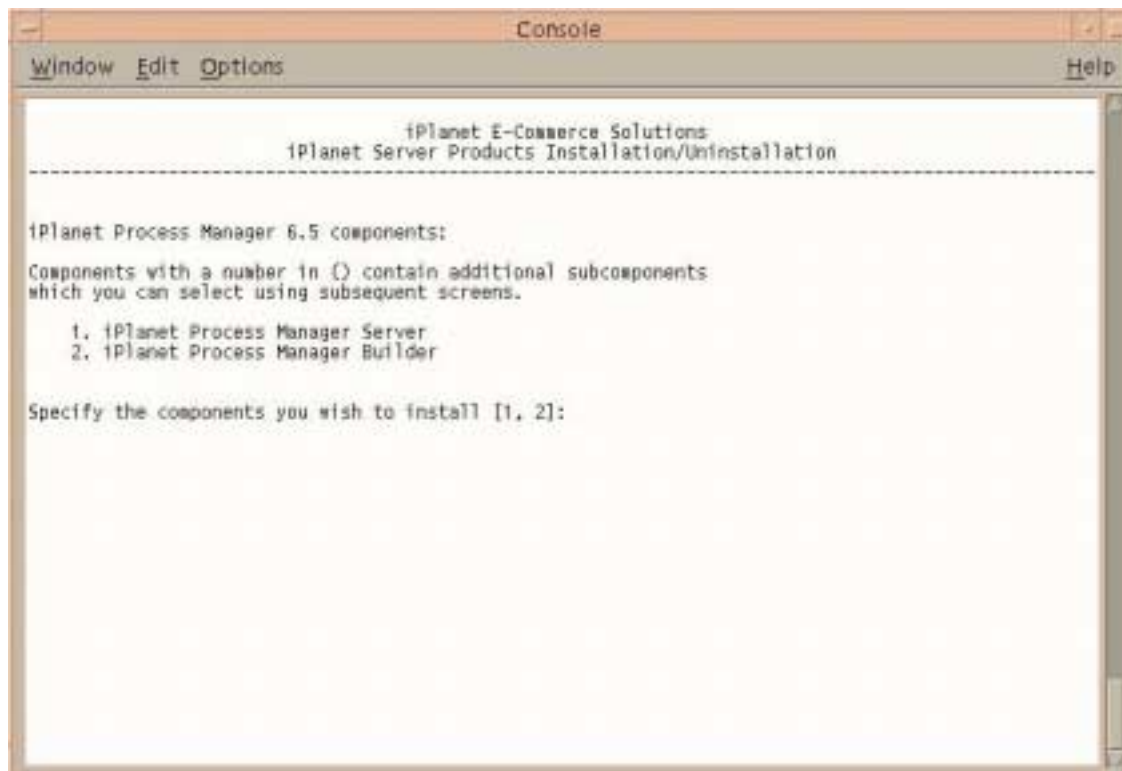 Console
Window Edit Options Help
iPlanet E-Commerce Solutions
iPlanet Server Products Installation/Uninstallation
iPlanet Process Manager 6.5 components:
Components with a number in () contain additional subcomponents
which you can select using subsequent screens.
1. iPlanet Process Manager Server
2. iPlanet Process Manager Builder
Specify the components you wish to install [1, 2]: